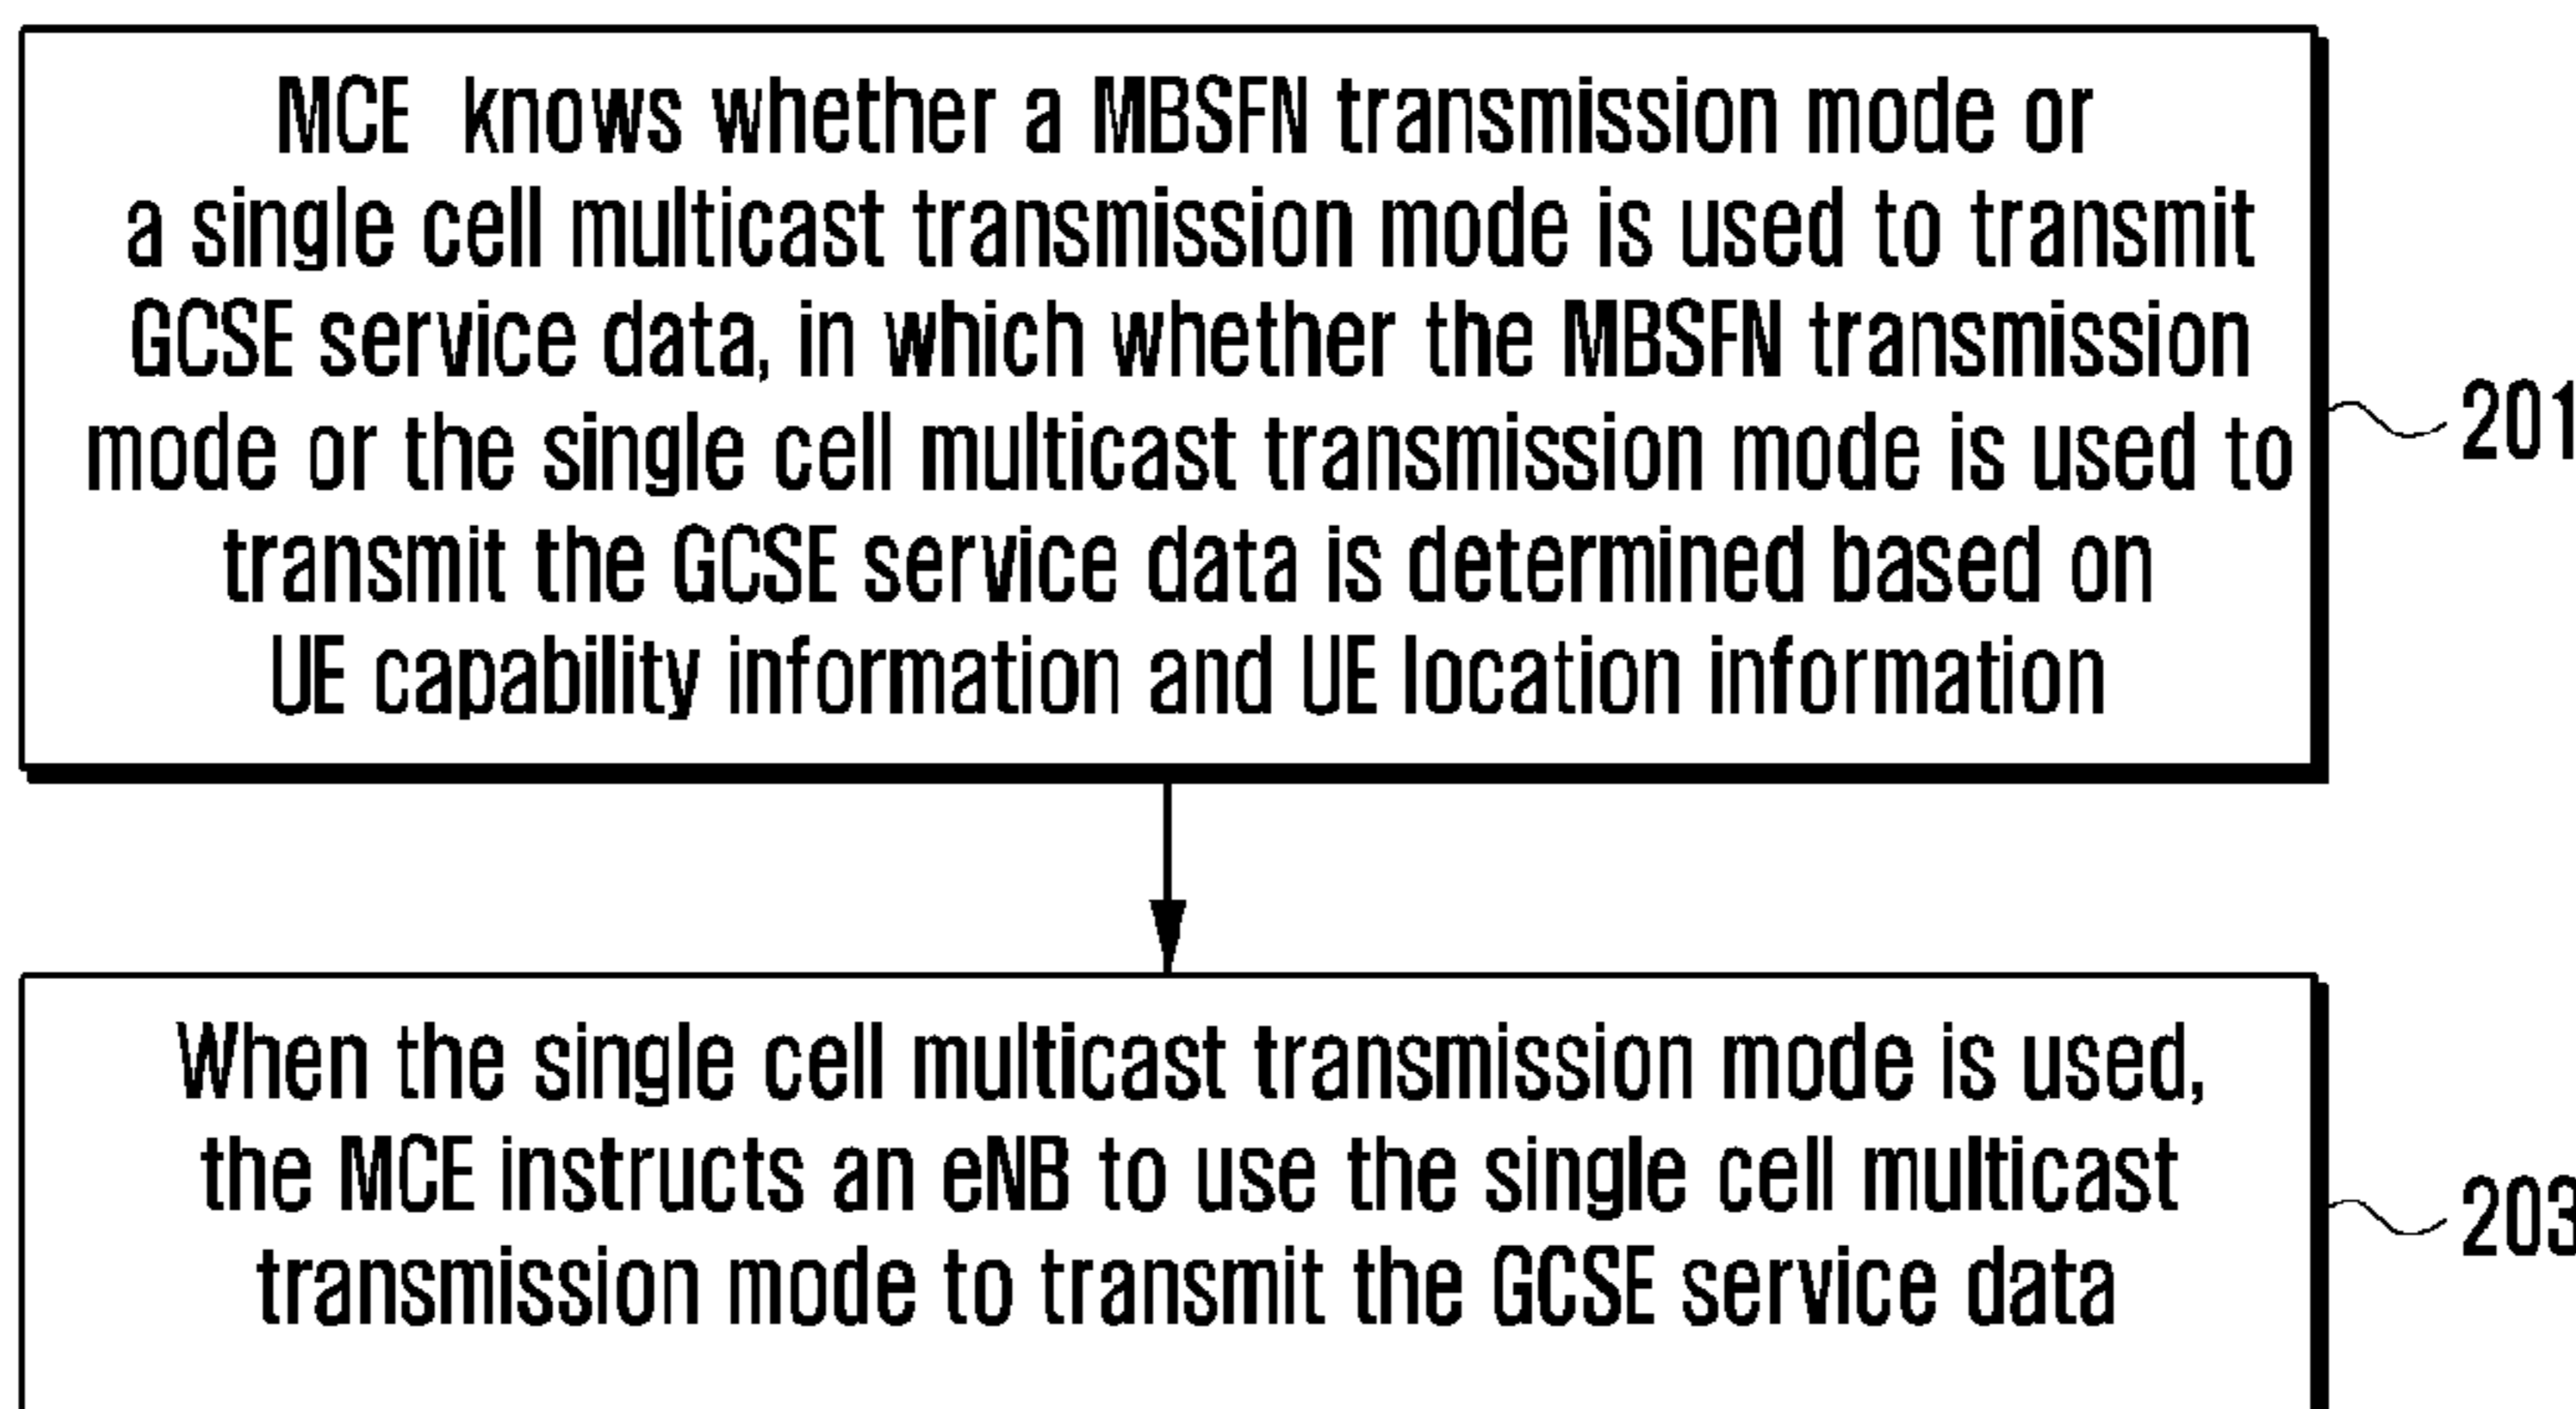 MCE knows whether a MBSFN transmission mode or
a single cell multicast transmission mode is used to transmit
GCSE service data, in which whether the MBSFN transmission
mode or the single cell multicast transmission mode is used to
transmit the GCSE service data is determined based on
UE capability information and UE location information
201
When the single cell multicast transmission mode is used,
the MCE instructs an eNB to use the single cell multicast
transmission mode to transmit the GCSE service data
203